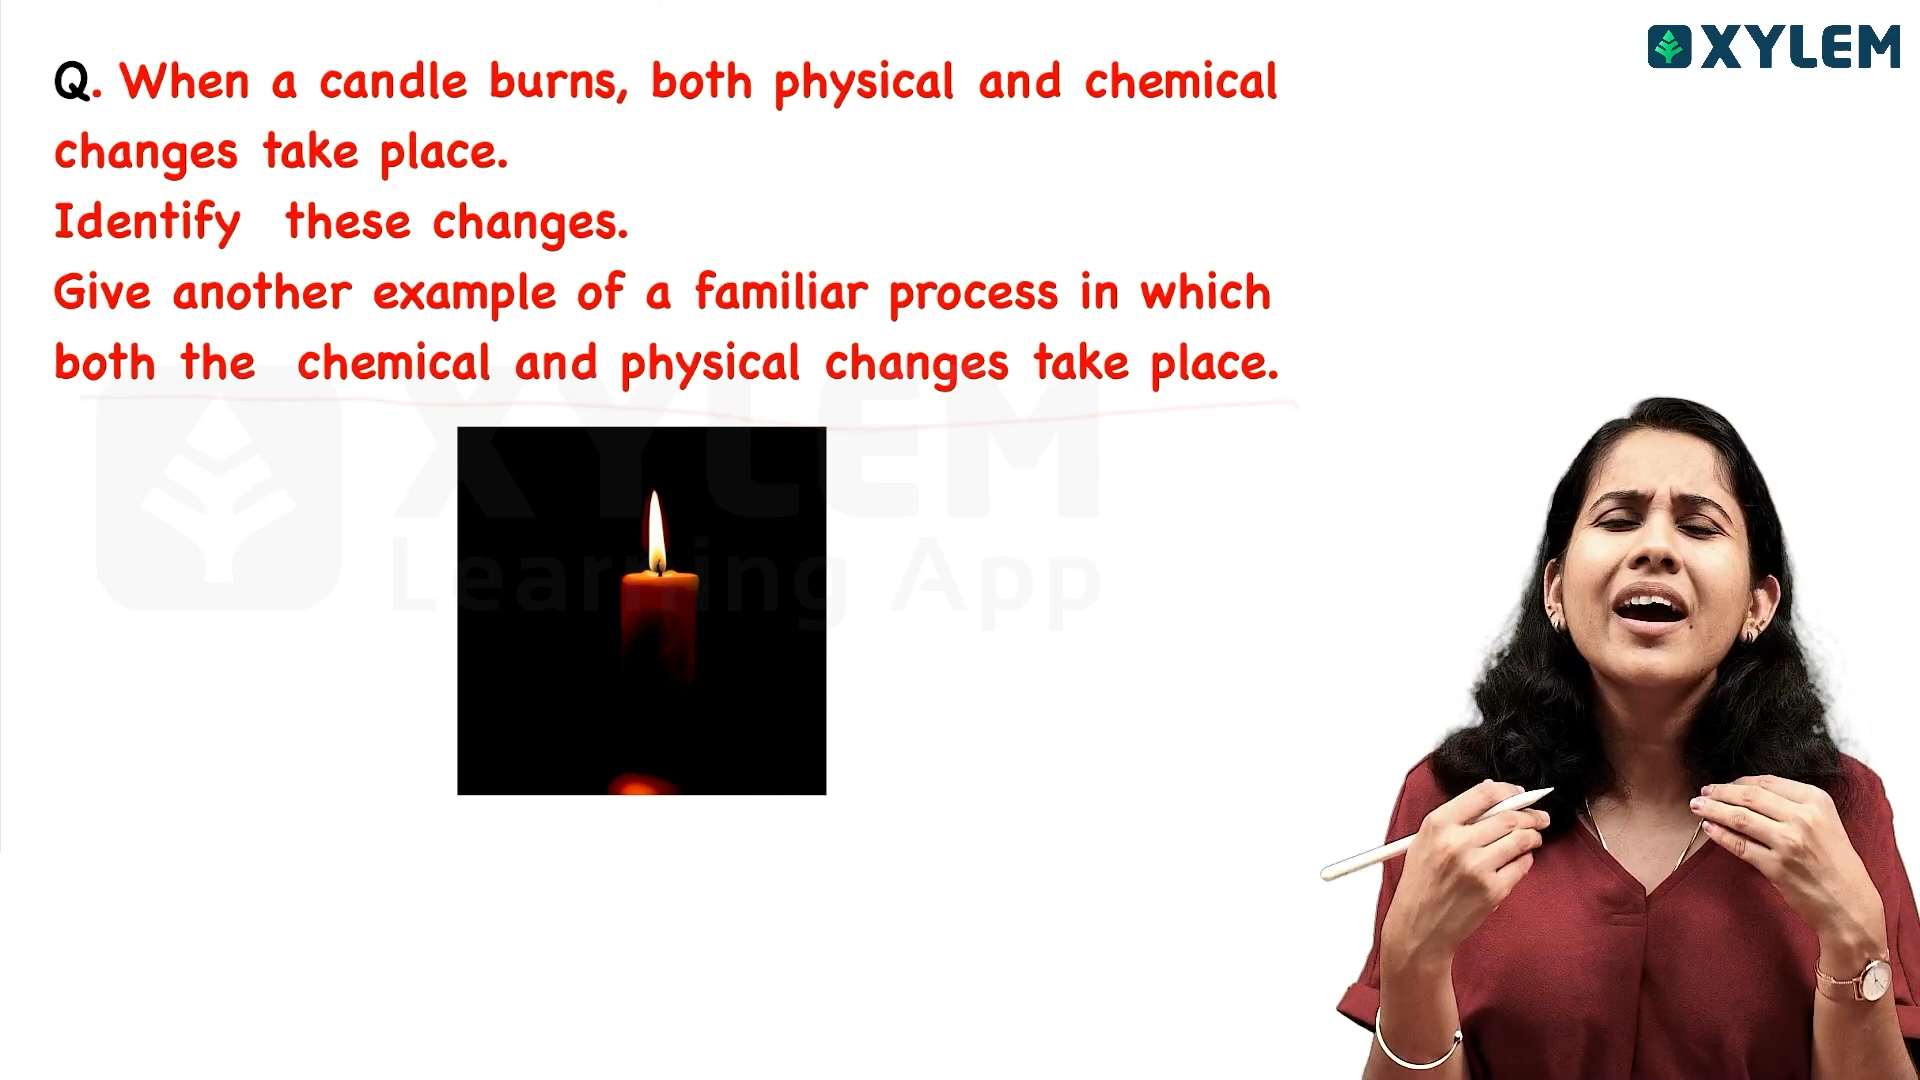 XYLEM
Q. When a candle burns, both physical and chemical
changes take place.
Identify these changes.
Give another example of a familiar process in which
both the chemical and physical changes take place.
XYLEM
Learning App